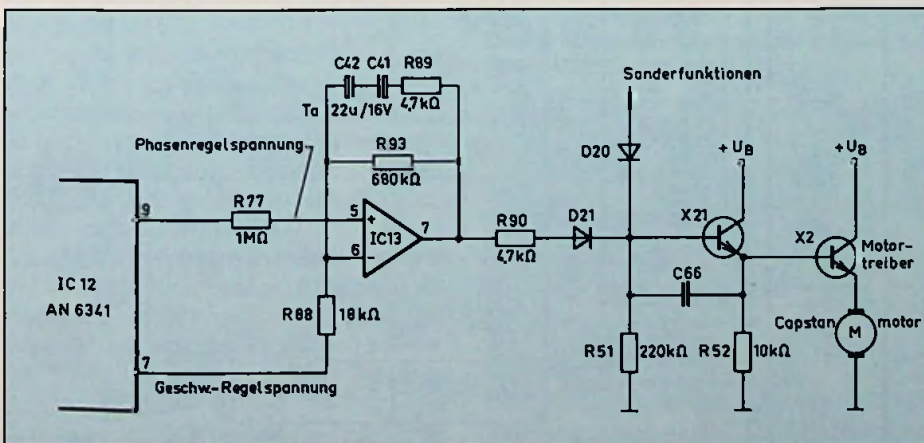 C42 C41 R89
Ta 22u/16V 4,7kΩ
Sonderfunktionen
Phasenregelspannung
R93
680kΩ
D20
+UB
+UB
9
R77
1MΩ
5
+
IC13
7
6
−
R90
4,7kΩ
D21
X21
X2
Motor-
treiber
IC 12
AN 6341
R88 18kΩ
C66
Capstan M motor
R51 220kΩ
R52 10kΩ
7
Geschw.-Regelspannung